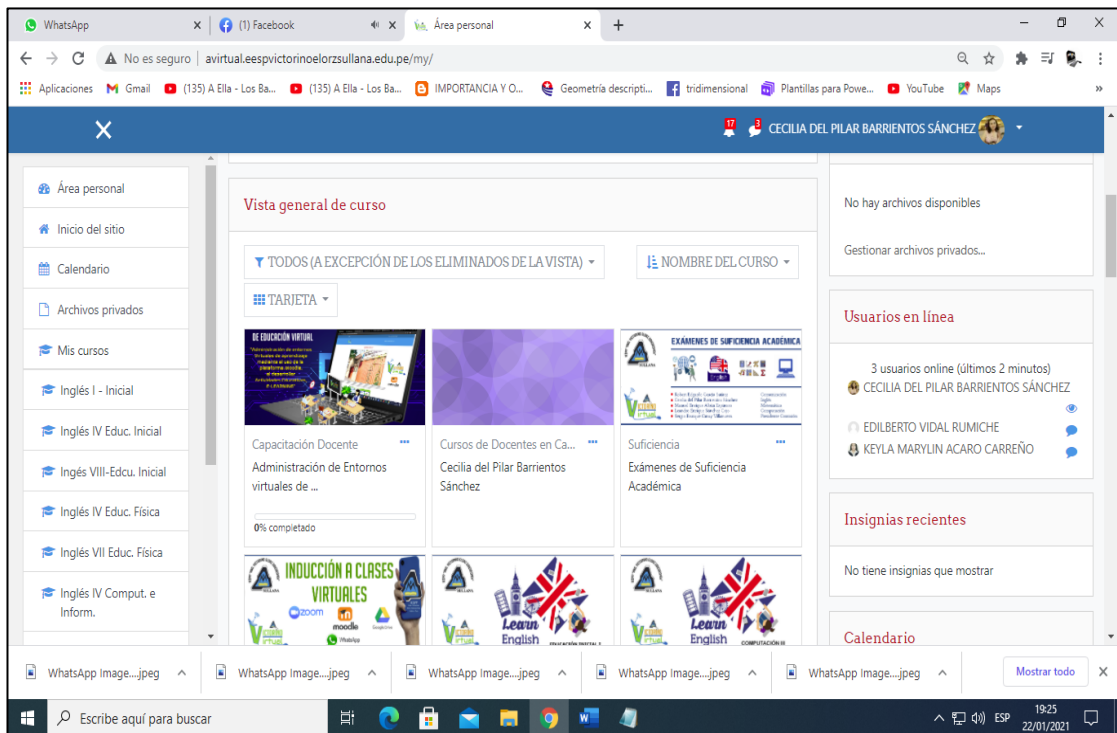 WhatsApp
(1) Facebook
Área personal
No es seguro | avirtual.eespvictorinoelorzsullana.edu.pe/my/
Aplicaciones
Gmail
(135) A Ella - Los Ba...
(135) A Ella - Los Ba...
IMPORTANCIA Y O...
Geometría descripti...
tridimensional
Plantillas para Powe...
YouTube
Maps
17
3
CECILIA DEL PILAR BARRIENTOS SÁNCHEZ
Área personal
Inicio del sitio
Calendario
Archivos privados
Mis cursos
Inglés I - Inicial
Inglés IV Educ. Inicial
Ingés VIII-Edcu. Inicial
Inglés IV Educ. Física
Inglés VII Educ. Física
Inglés IV Comput. e
Inform.
Vista general de curso
TODOS (A EXCEPCIÓN DE LOS ELIMINADOS DE LA VISTA)
NOMBRE DEL CURSO
TARJETA
DE EDUCACIÓN VIRTUAL
Capacitación Docente
Administración de Entornos
virtuales de ...
0% completado
Cursos de Docentes en Ca...
Cecilia del Pilar Barrientos
Sánchez
EXÁMENES DE SUFICIENCIA ACADÉMICA
Suficiencia
Exámenes de Suficiencia
Académica
INDUCCIÓN A CLASES
VIRTUALES
zoom
moodle
WhatsApp
Learn
English
Learn
English
COMPUTACIÓN III
No hay archivos disponibles
Gestionar archivos privados...
Usuarios en línea
3 usuarios online (últimos 2 minutos)
CECILIA DEL PILAR BARRIENTOS SÁNCHEZ
EDILBERTO VIDAL RUMICHE
KEYLA MARYLIN ACARO CARREÑO
Insignias recientes
No tiene insignias que mostrar
Calendario
WhatsApp Image....jpeg
WhatsApp Image....jpeg
WhatsApp Image....jpeg
WhatsApp Image....jpeg
WhatsApp Image....jpeg
Mostrar todo
Escribe aquí para buscar
ESP
19:25
22/01/2021